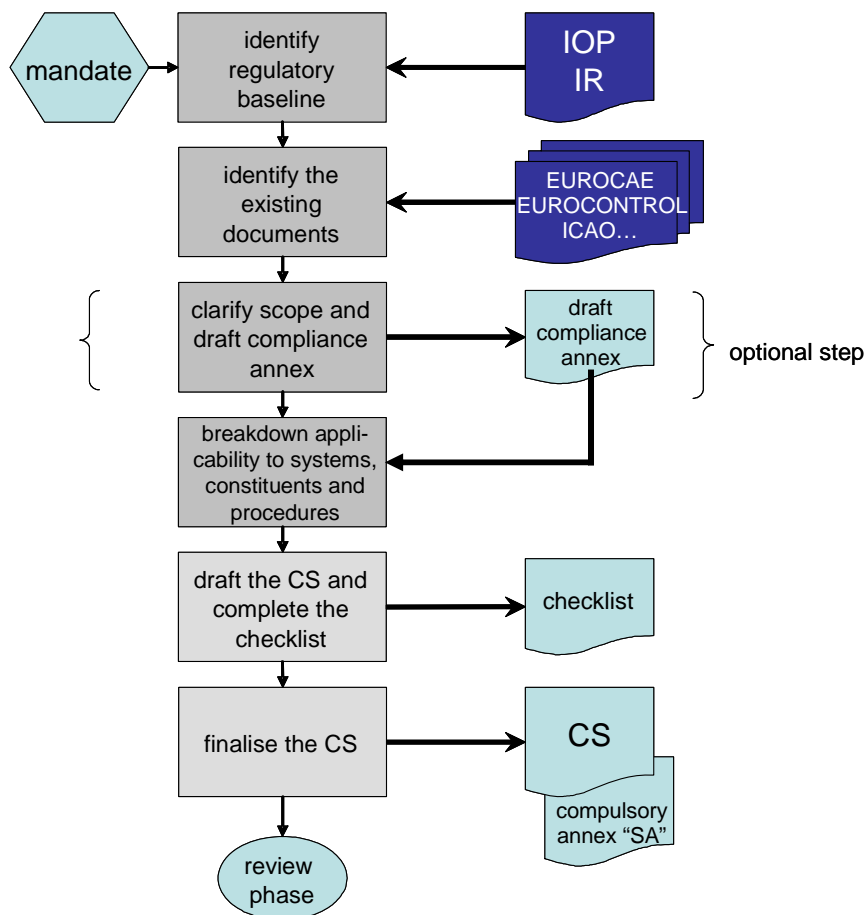 mandate
identify
regulatory
baseline
IOP
IR
identify the
existing
documents
EUROCAE
EUROCONTROL
ICAO…
clarify scope and
draft compliance
annex
draft
compliance
annex
optional step
breakdown appli-
cability to systems,
constituents and
procedures
draft the CS and
complete the
checklist
checklist
finalise the CS
CS
compulsory
annex “SA”
review
phase